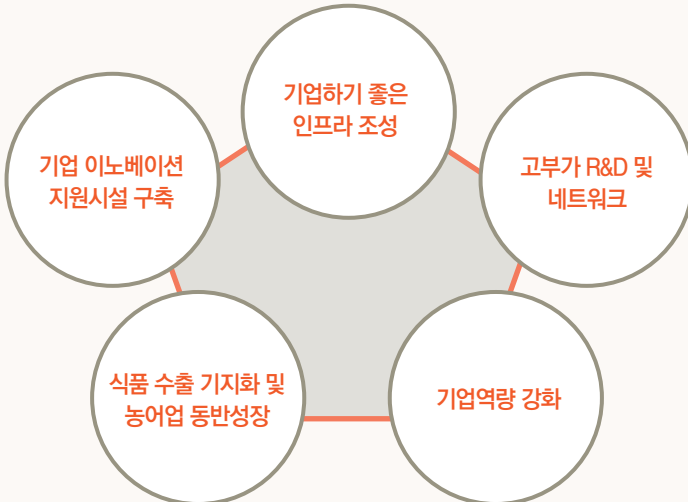 기업하기 좋은
인프라 조성
기업 이노베이션
지원시설 구축
고부가 R&D 및
네트워크
식품 수출 기지화 및
농어업 동반성장
기업역량 강화